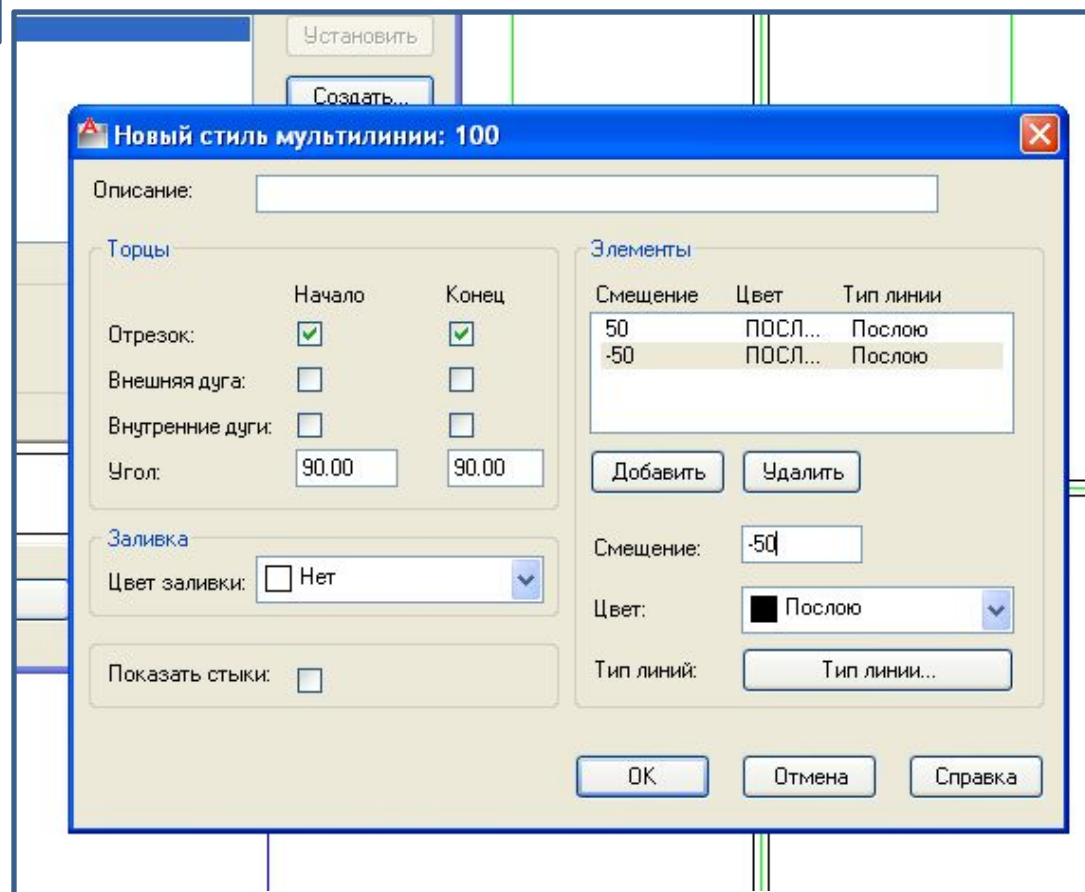 Установить
Создать...
Новый стиль мультилинии: 100
Описание:
Торцы
Начало Конец
Отрезок:
Внешняя дуга:
Внутренние дуги:
Угол: 90.00 90.00
Заливка
Цвет заливки: Нет
Показать стыки:
Элементы
Смещение Цвет Тип линии
50 ПОСЛ... Послою
-50 ПОСЛ... Послою
Добавить Удалить
Смещение: -50
Цвет: Послою
Тип линий: Тип линии...
ОК Отмена Справка